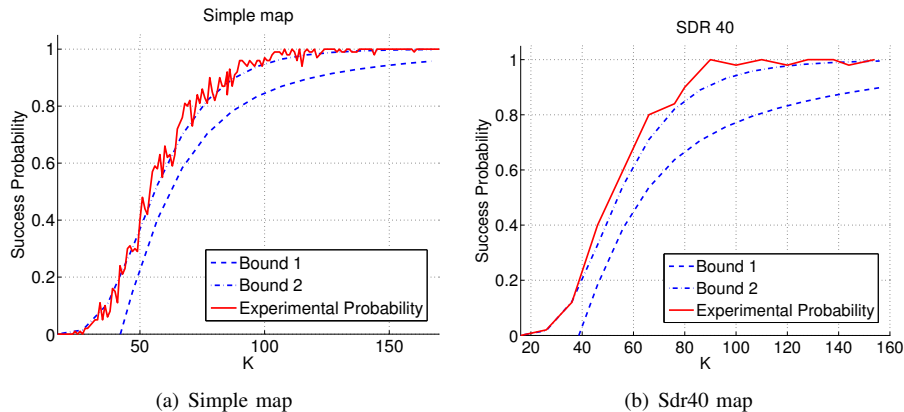 Simple map
Success Probability
1
0.8
0.6
0.4
0.2
0
50
100
150
K
Bound 1
Bound 2
Experimental Probability
(a) Simple map
SDR 40
Success Probability
1
0.8
0.6
0.4
0.2
0
20
40
60
80
100
120
140
160
K
Bound 1
Bound 2
Experimental Probability
(b) Sdr40 map